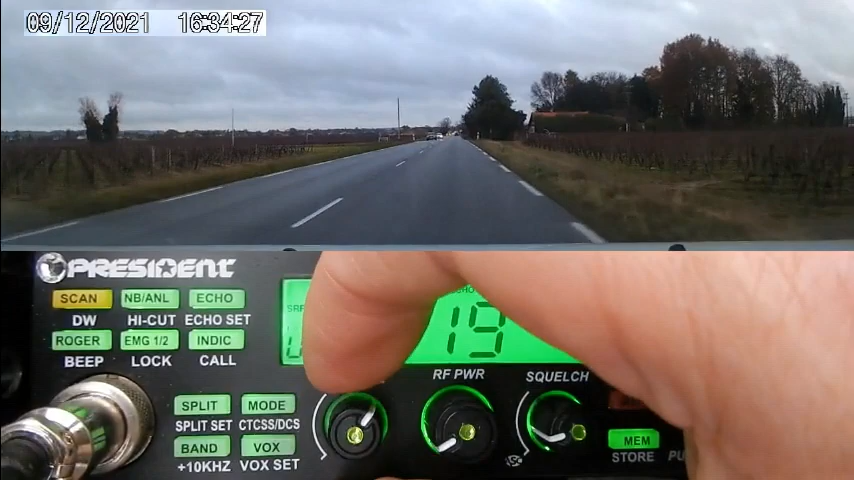 09/12/2021 16:34:27
PRESIDENT
SCAN NB/ANL ECHO
DW HI-CUT ECHO SET
SRF
19
ROGER EMG 1/2 INDIC
BEEP LOCK CALL
RF PWR SQUELCH
SPLIT MODE
SPLIT SET CTCSS/DCS
BAND VOX
+10KHZ VOX SET
ASC
MEM
STORE